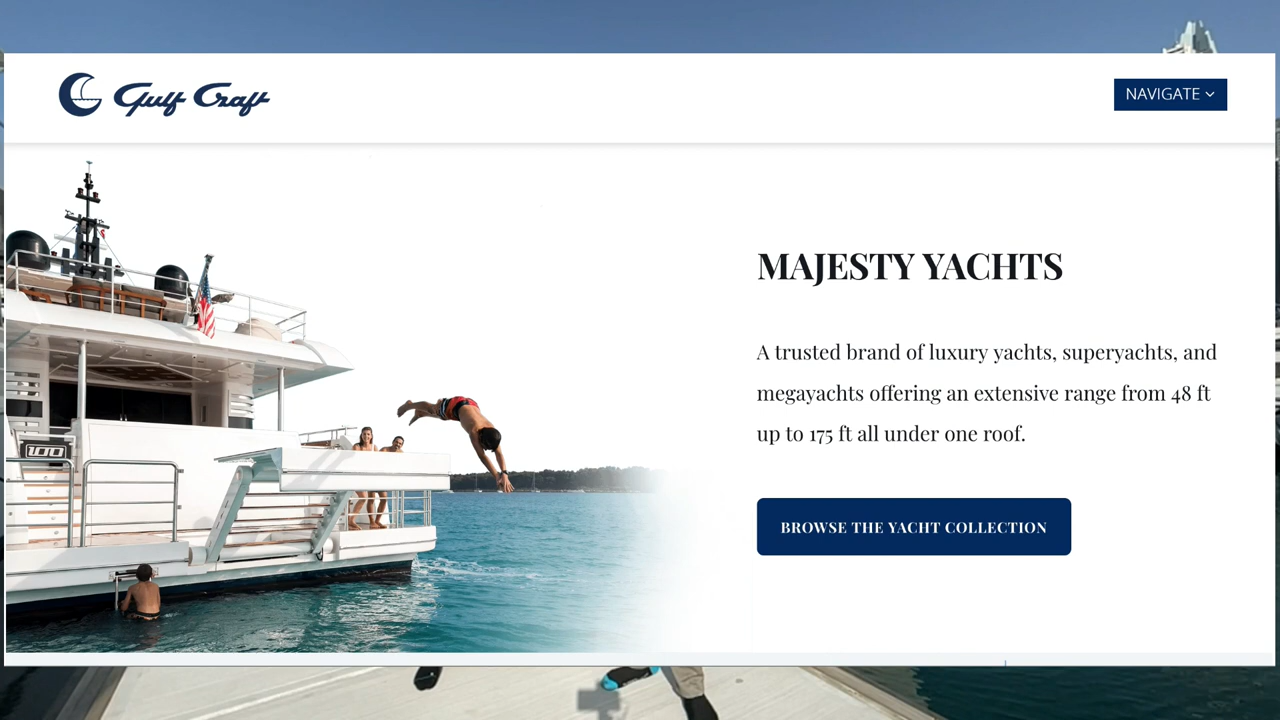 Gulf Craft
NAVIGATE
MAJESTY YACHTS
A trusted brand of luxury yachts, superyachts, and
megayachts offering an extensive range from 48 ft
up to 175 ft all under one roof.
BROWSE THE YACHT COLLECTION
100